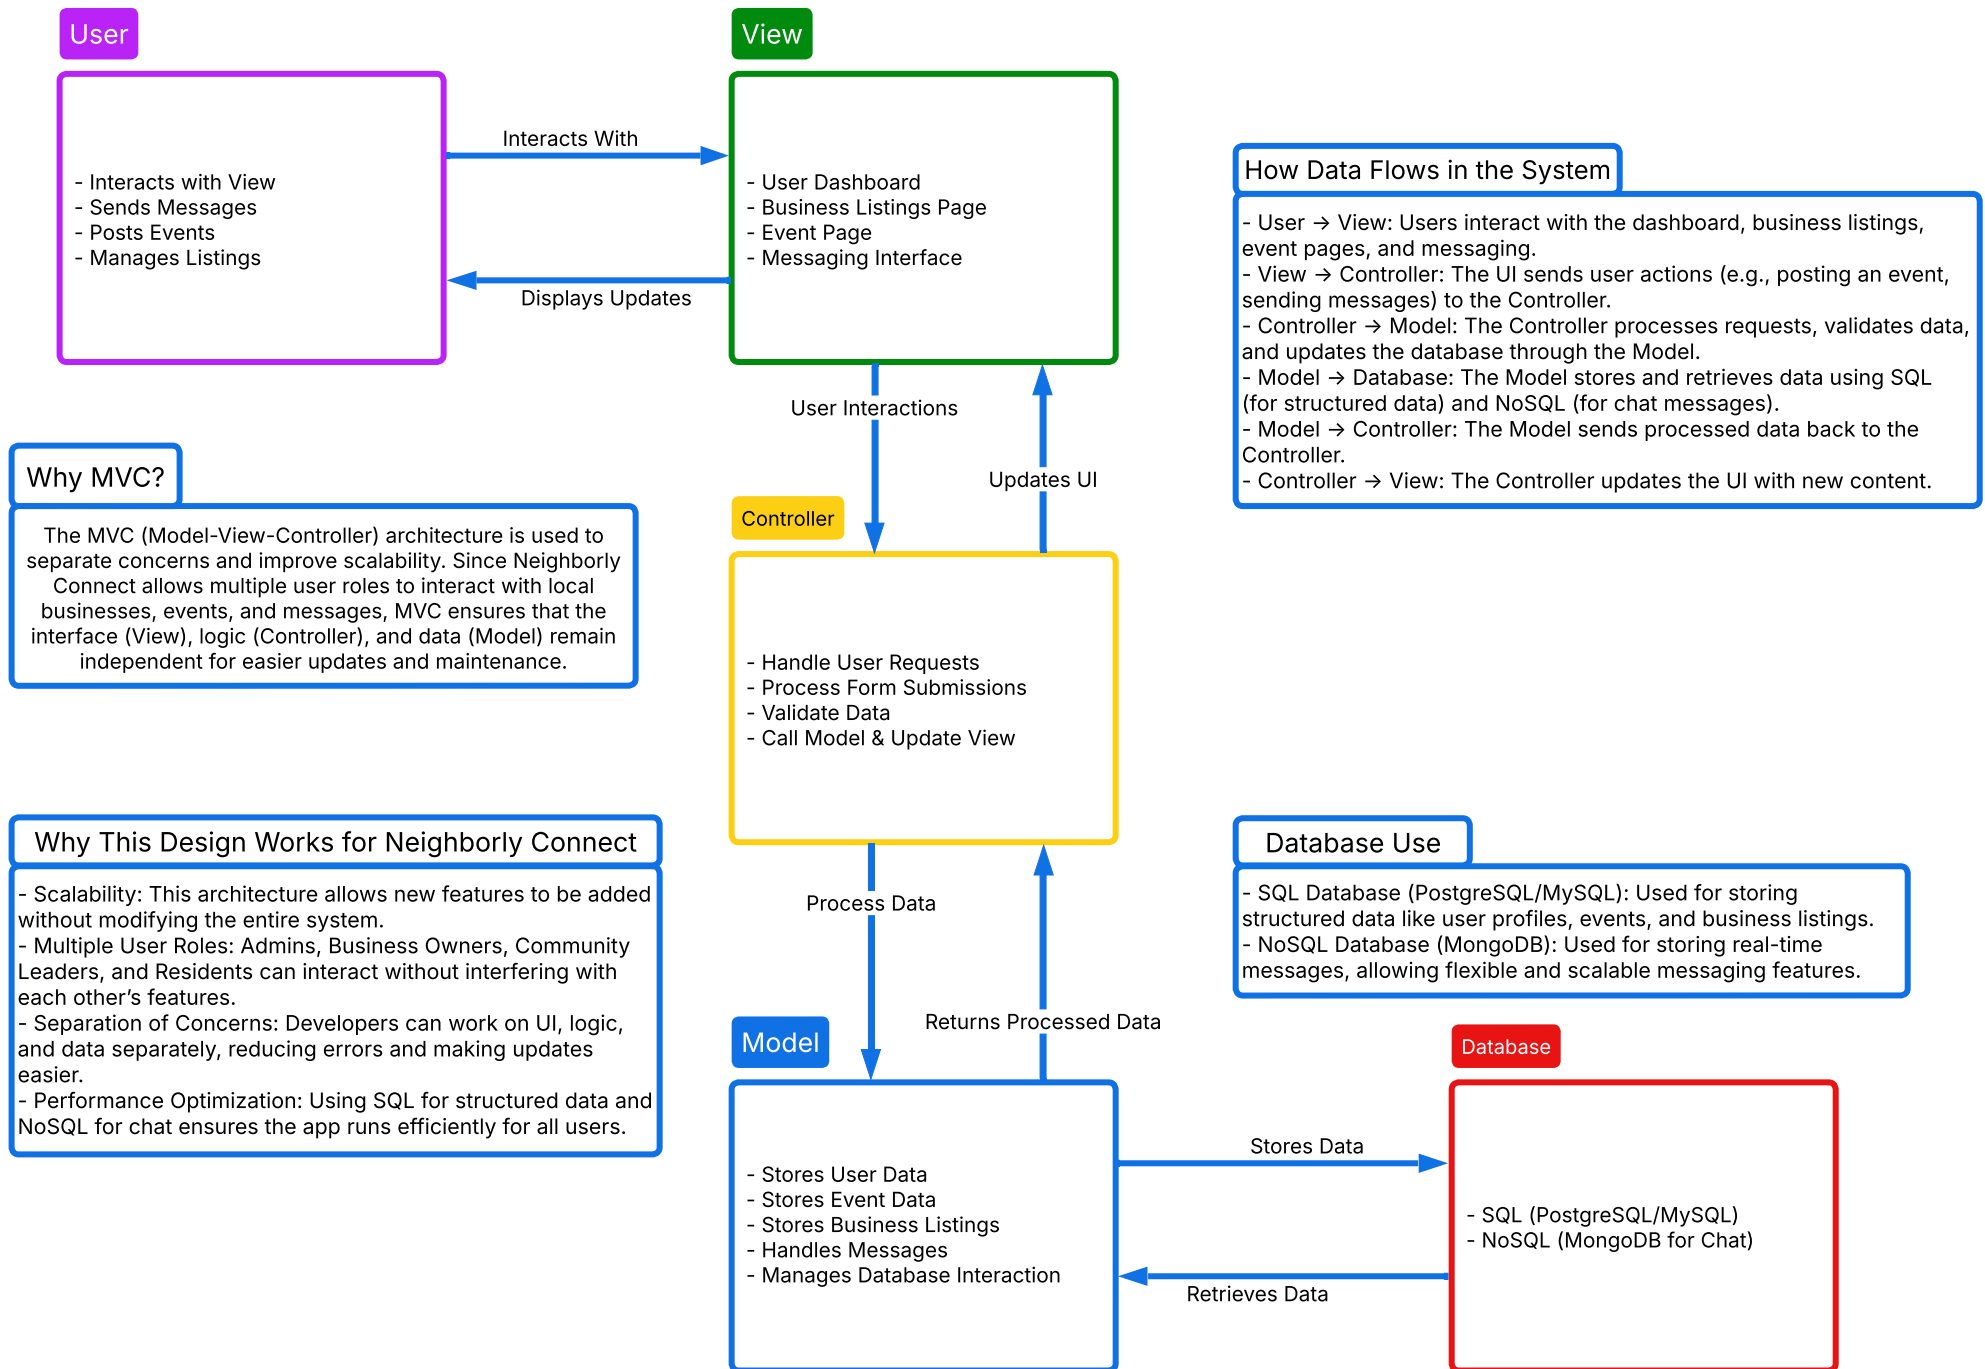 User
- Interacts with View
- Sends Messages
- Posts Events
- Manages Listings
Interacts With
Displays Updates
View
- User Dashboard
- Business Listings Page
- Event Page
- Messaging Interface
How Data Flows in the System
- User → View: Users interact with the dashboard, business listings,
event pages, and messaging.
- View → Controller: The UI sends user actions (e.g., posting an event,
sending messages) to the Controller.
- Controller → Model: The Controller processes requests, validates data,
and updates the database through the Model.
- Model → Database: The Model stores and retrieves data using SQL
(for structured data) and NoSQL (for chat messages).
- Model → Controller: The Model sends processed data back to the
Controller.
- Controller → View: The Controller updates the UI with new content.
User Interactions
Updates UI
Why MVC?
The MVC (Model-View-Controller) architecture is used to
separate concerns and improve scalability. Since Neighborly
Connect allows multiple user roles to interact with local
businesses, events, and messages, MVC ensures that the
interface (View), logic (Controller), and data (Model) remain
independent for easier updates and maintenance.
Controller
- Handle User Requests
- Process Form Submissions
- Validate Data
- Call Model & Update View
Why This Design Works for Neighborly Connect
- Scalability: This architecture allows new features to be added
without modifying the entire system.
- Multiple User Roles: Admins, Business Owners, Community
Leaders, and Residents can interact without interfering with
each other’s features.
- Separation of Concerns: Developers can work on UI, logic,
and data separately, reducing errors and making updates
easier.
- Performance Optimization: Using SQL for structured data and
NoSQL for chat ensures the app runs efficiently for all users.
Process Data
Returns Processed Data
Database Use
- SQL Database (PostgreSQL/MySQL): Used for storing
structured data like user profiles, events, and business listings.
- NoSQL Database (MongoDB): Used for storing real-time
messages, allowing flexible and scalable messaging features.
Model
- Stores User Data
- Stores Event Data
- Stores Business Listings
- Handles Messages
- Manages Database Interaction
Stores Data
Retrieves Data
Database
- SQL (PostgreSQL/MySQL)
- NoSQL (MongoDB for Chat)